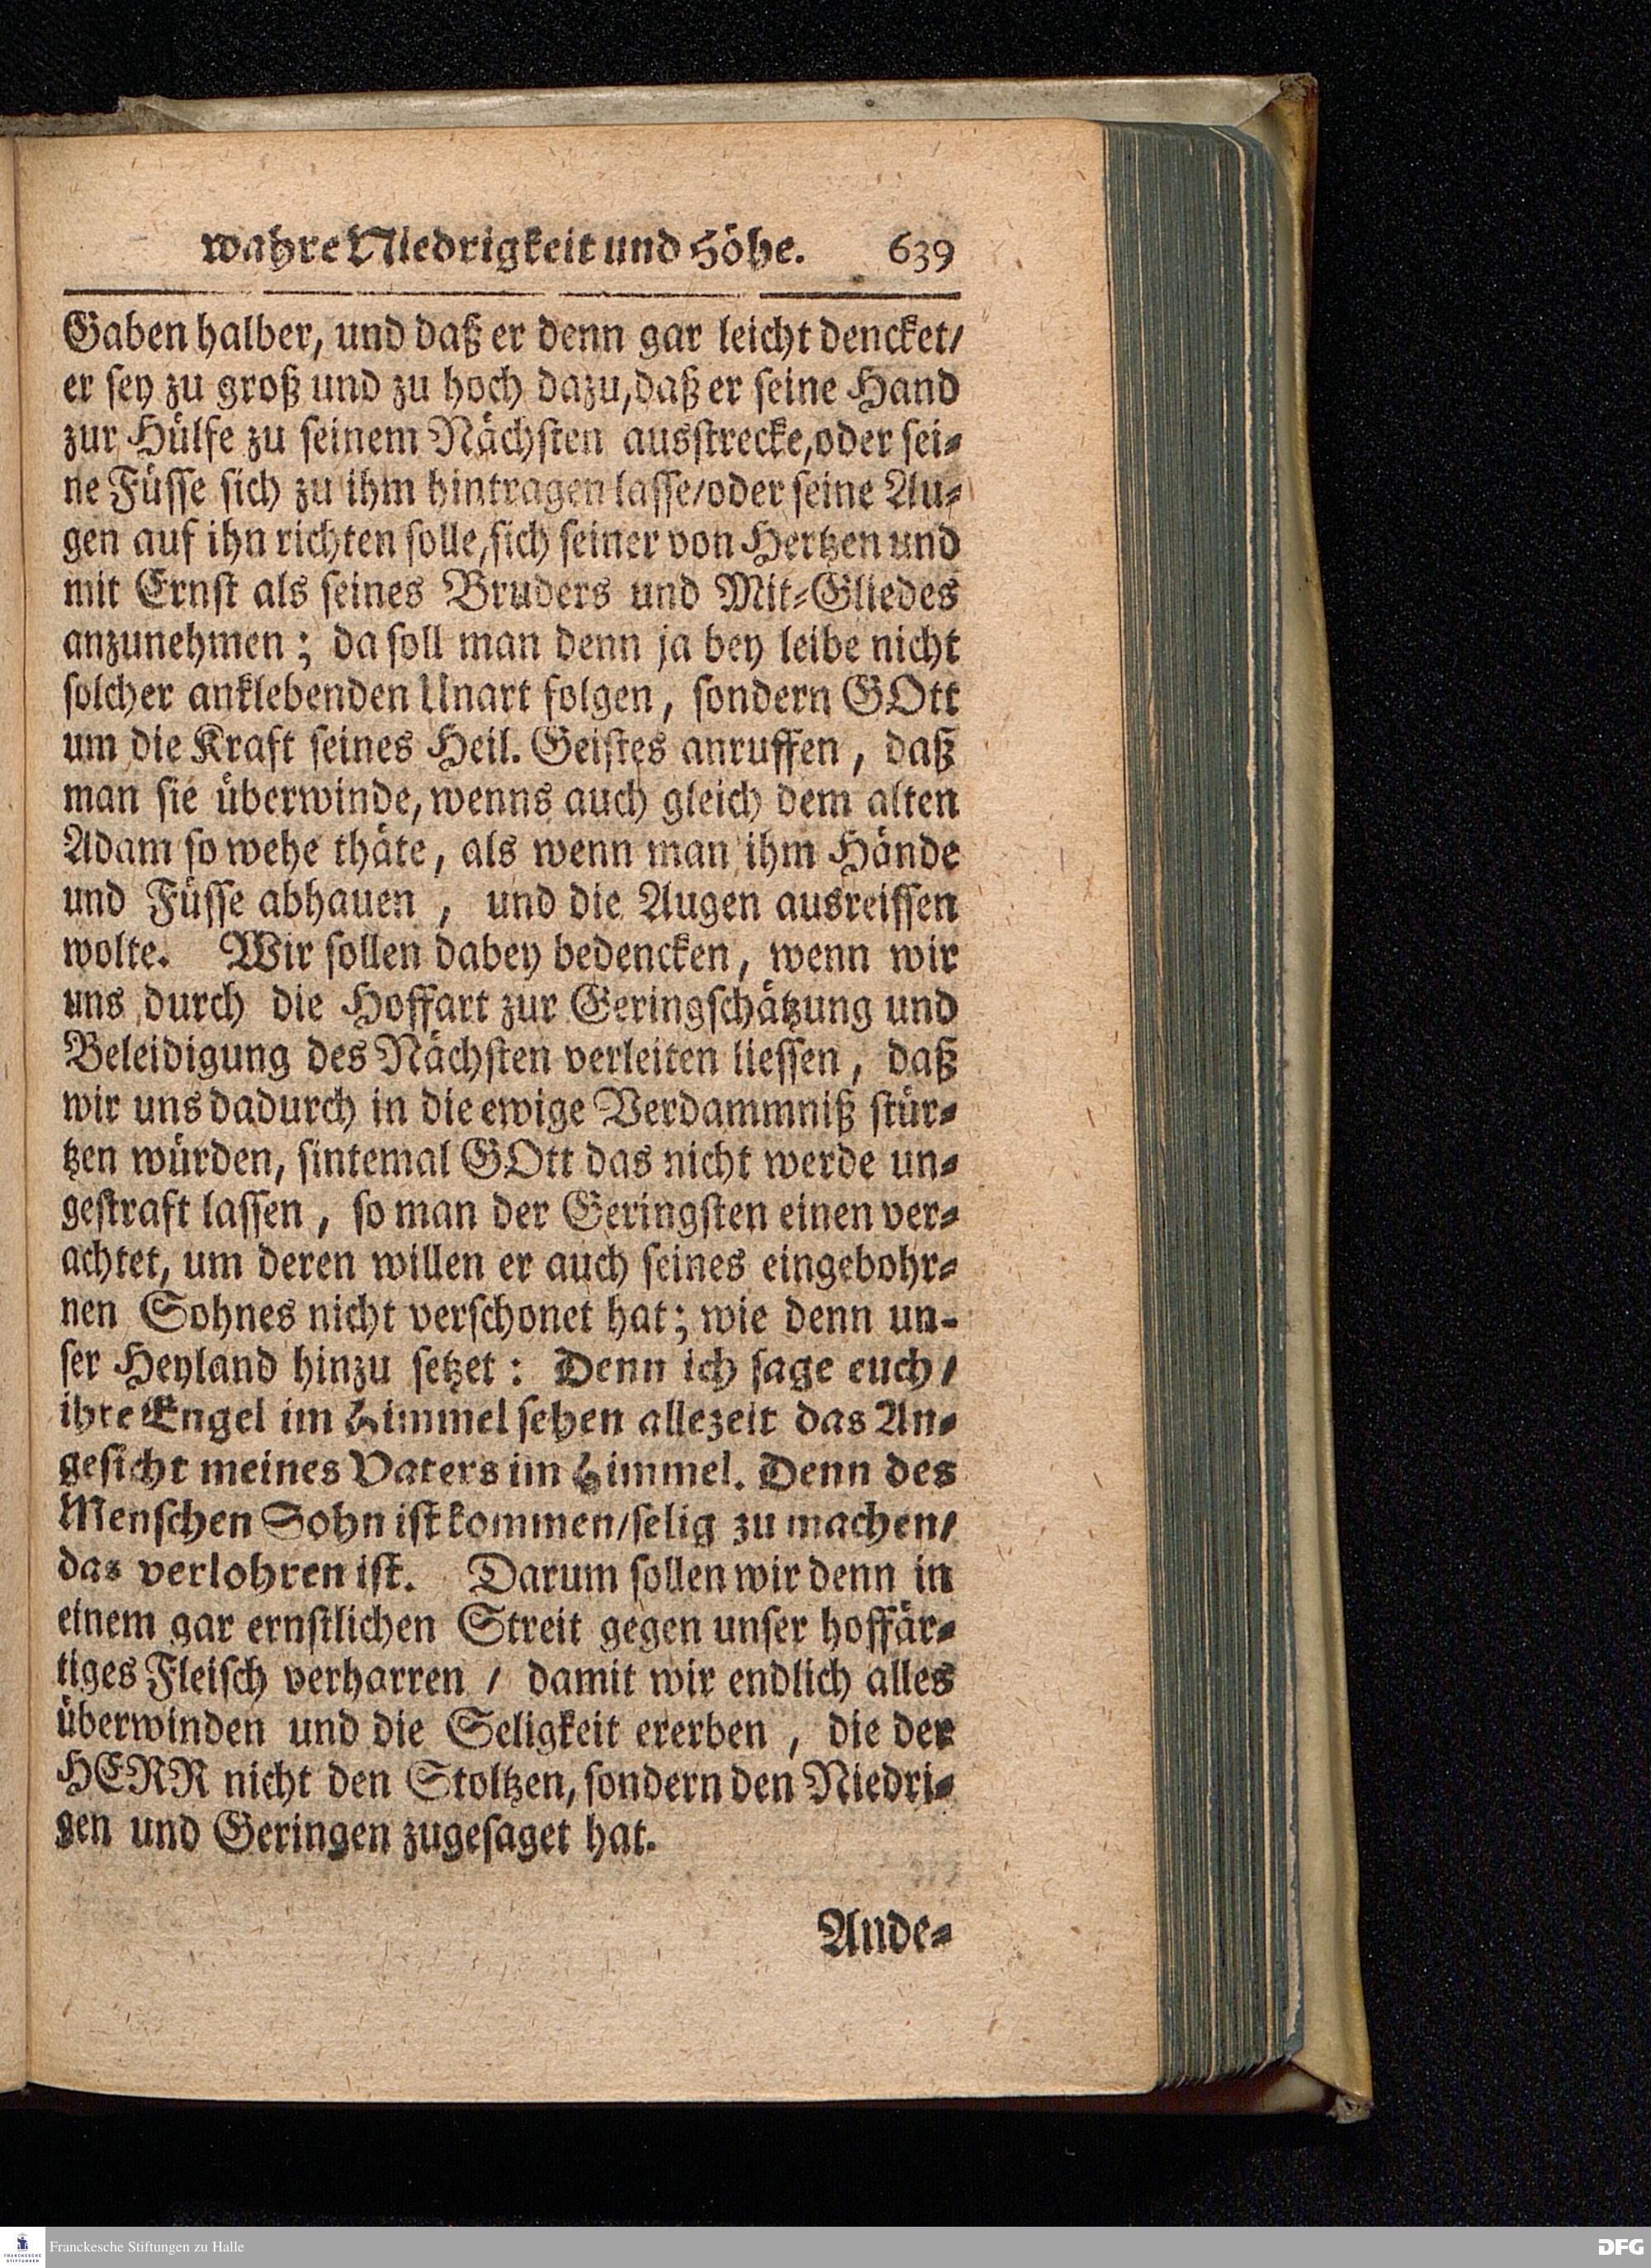 wahre Niedrigkeit und Höhe. 639
Gaben halber, und daß er denn gar leicht dencket/
er sey zu groß und zu hoch dazu, daß er seine Hand
zur Hülfe zu seinem Nächsten ausstrecke, oder sei-
ne Füsse sich zu ihm hintragen lasse/oder seine Au-
gen auf ihn richten solle, sich seiner von Hertzen und
mit Ernst als seines Bruders und Mit-Gliedes
anzunehmen; da soll man denn ja bey leibe nicht
solcher anklebenden Unart folgen, sondern GOtt
um die Kraft seines Heil. Geistes anruffen, daß
man sie überwinde, wenns auch gleich dem alten
Adam so wehe thäte, als wenn man ihm Hände
und Füsse abhauen, und die Augen ausreissen
wolte. Wir sollen dabey bedencken, wenn wir
uns durch die Hoffart zur Geringschätzung und
Beleidigung des Nächsten verleiten liessen, daß
wir uns dadurch in die ewige Verdammniß stür-
tzen würden, sintemal GOtt das nicht werde un-
gestraft lassen, so man der Geringsten einen ver-
achtet, um deren willen er auch seines eingebohr-
nen Sohnes nicht verschonet hat; wie denn un-
ser Heyland hinzu setzet: Denn ich sage euch/
ihre Engel im Himmel sehen allezeit das An-
gesicht meines Vaters im Himmel. Denn des
Menschen Sohn ist kommen/selig zu machen/
das verlohren ist. Darum sollen wir denn in
einem gar ernstlichen Streit gegen unser hoffär-
tiges Fleisch verharren / damit wir endlich alles
überwinden und die Seligkeit ererben, die der
HERR nicht den Stoltzen, sondern den Niedri-
gen und Geringen zugesaget hat.
Ande-
FRANCKESCHE
STIFTUNGEN
Franckesche Stiftungen zu Halle
DFG